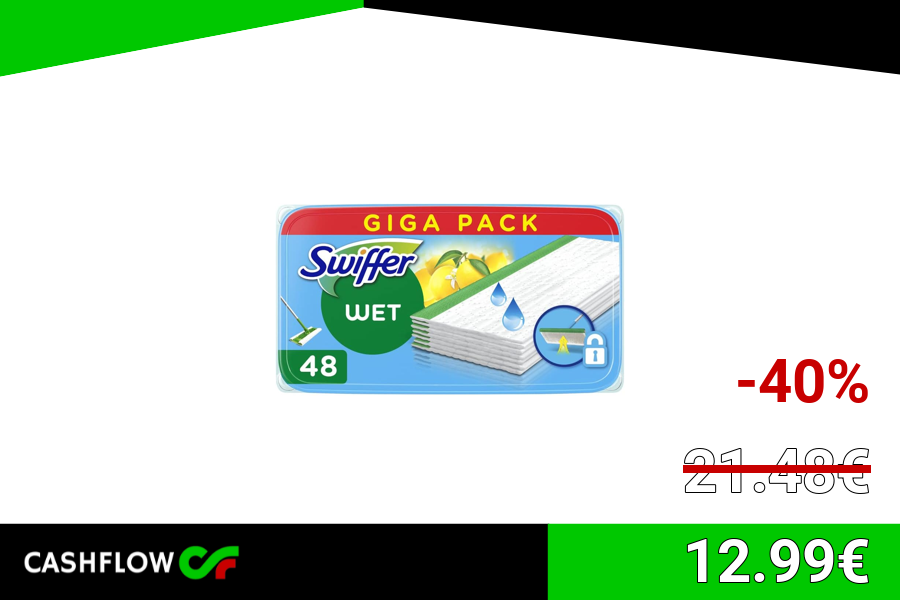 GIGA PACK
Swiffer
WET
48
-40%
21.48€
CASHFLOW
12.99€